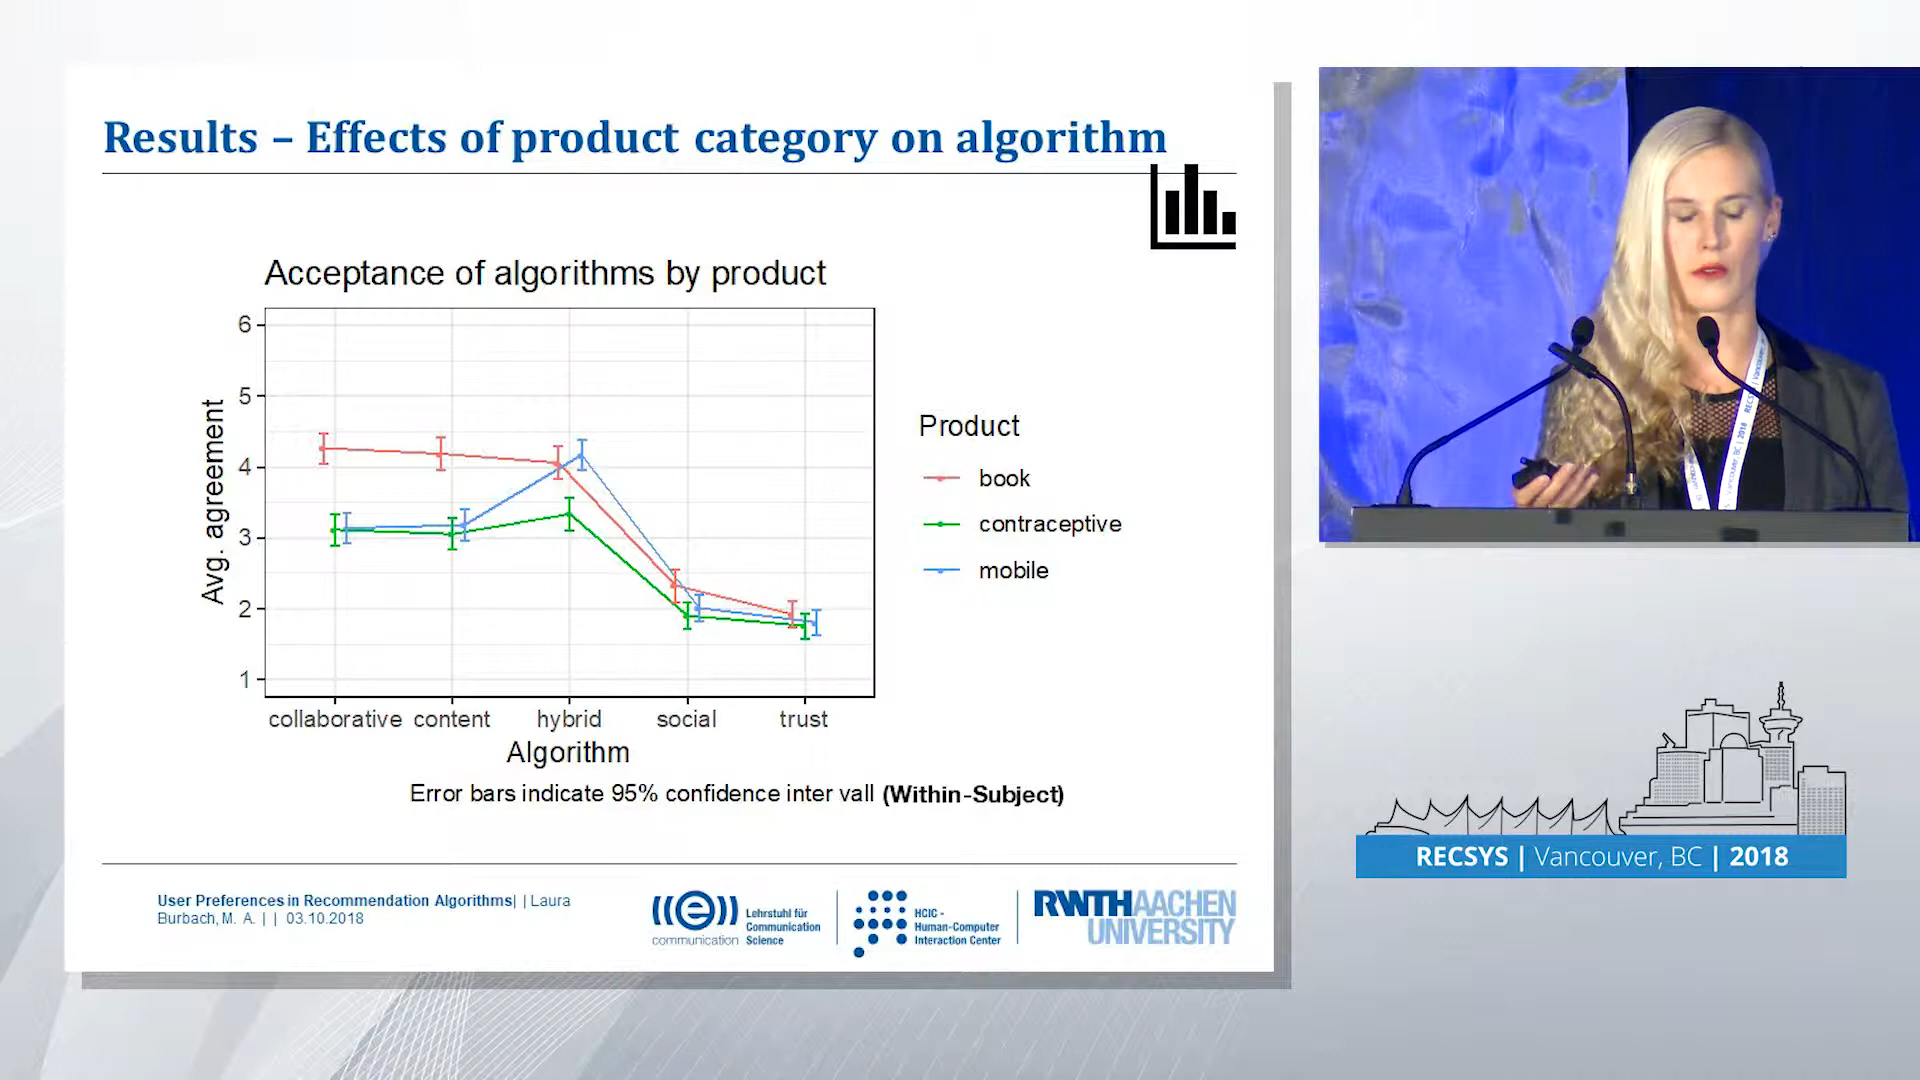 Results – Effects of product category on algorithm
Acceptance of algorithms by product
6
5
4
3
2
1
Avg. agreement
collaborative content hybrid social trust
Algorithm
Product
book
contraceptive
mobile
Error bars indicate 95% confidence inter vall (Within-Subject)
User Preferences in Recommendation Algorithms| | Laura
Burbach, M. A. | | 03.10.2018
((e))
communication
Lehrstuhl für
Communication
Science
HCIC -
Human-Computer
Interaction Center
RWTHAACHEN
UNIVERSITY
RECSYS | Vancouver, BC | 2018